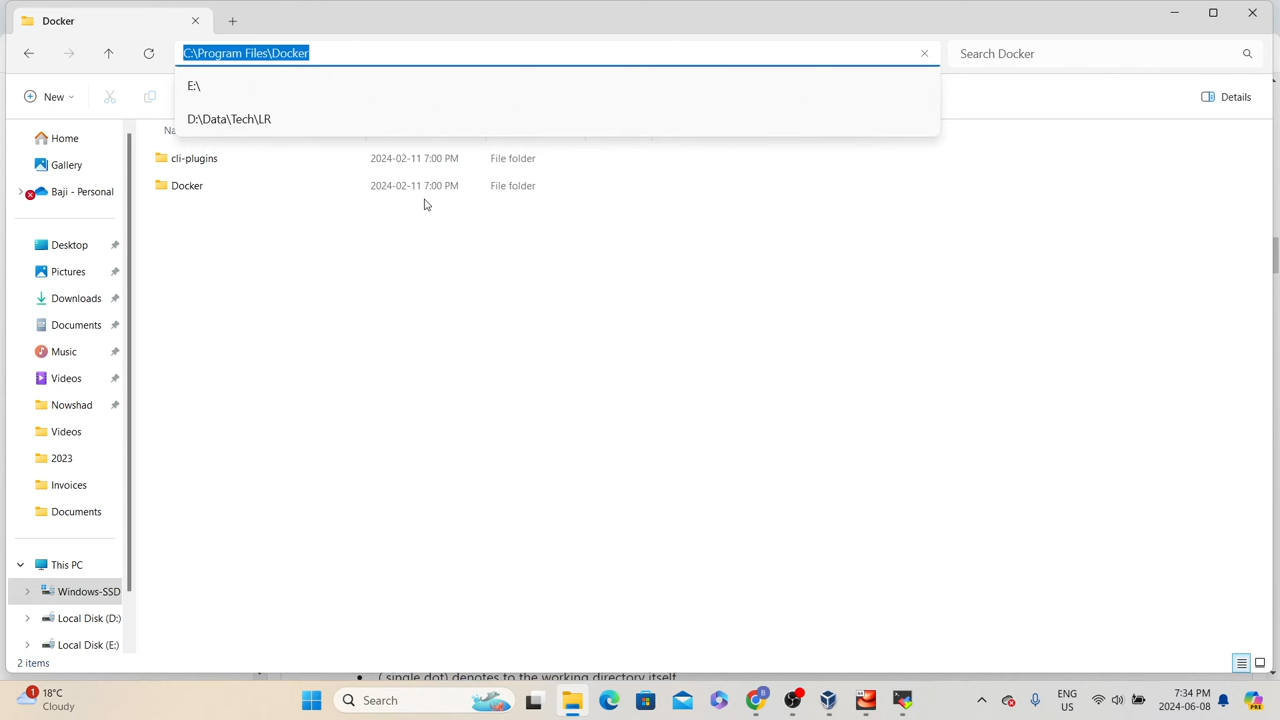 Docker
C:\Program Files\Docker
Search Docker
E:\
D:\Data\Tech\LR
New
Details
Na
Home
Gallery
Baji - Personal
Desktop
Pictures
Downloads
Documents
Music
Videos
Nowshad
Videos
2023
Invoices
Documents
This PC
Windows-SSD
Local Disk (D:)
Local Disk (E:)
cli-plugins 2024-02-11 7:00 PM File folder
Docker 2024-02-11 7:00 PM File folder
2 items
( single dot) denotes to the working directory itself
1
18°C
Cloudy
Search
B
ENG
US
7:34 PM
2024-06-08